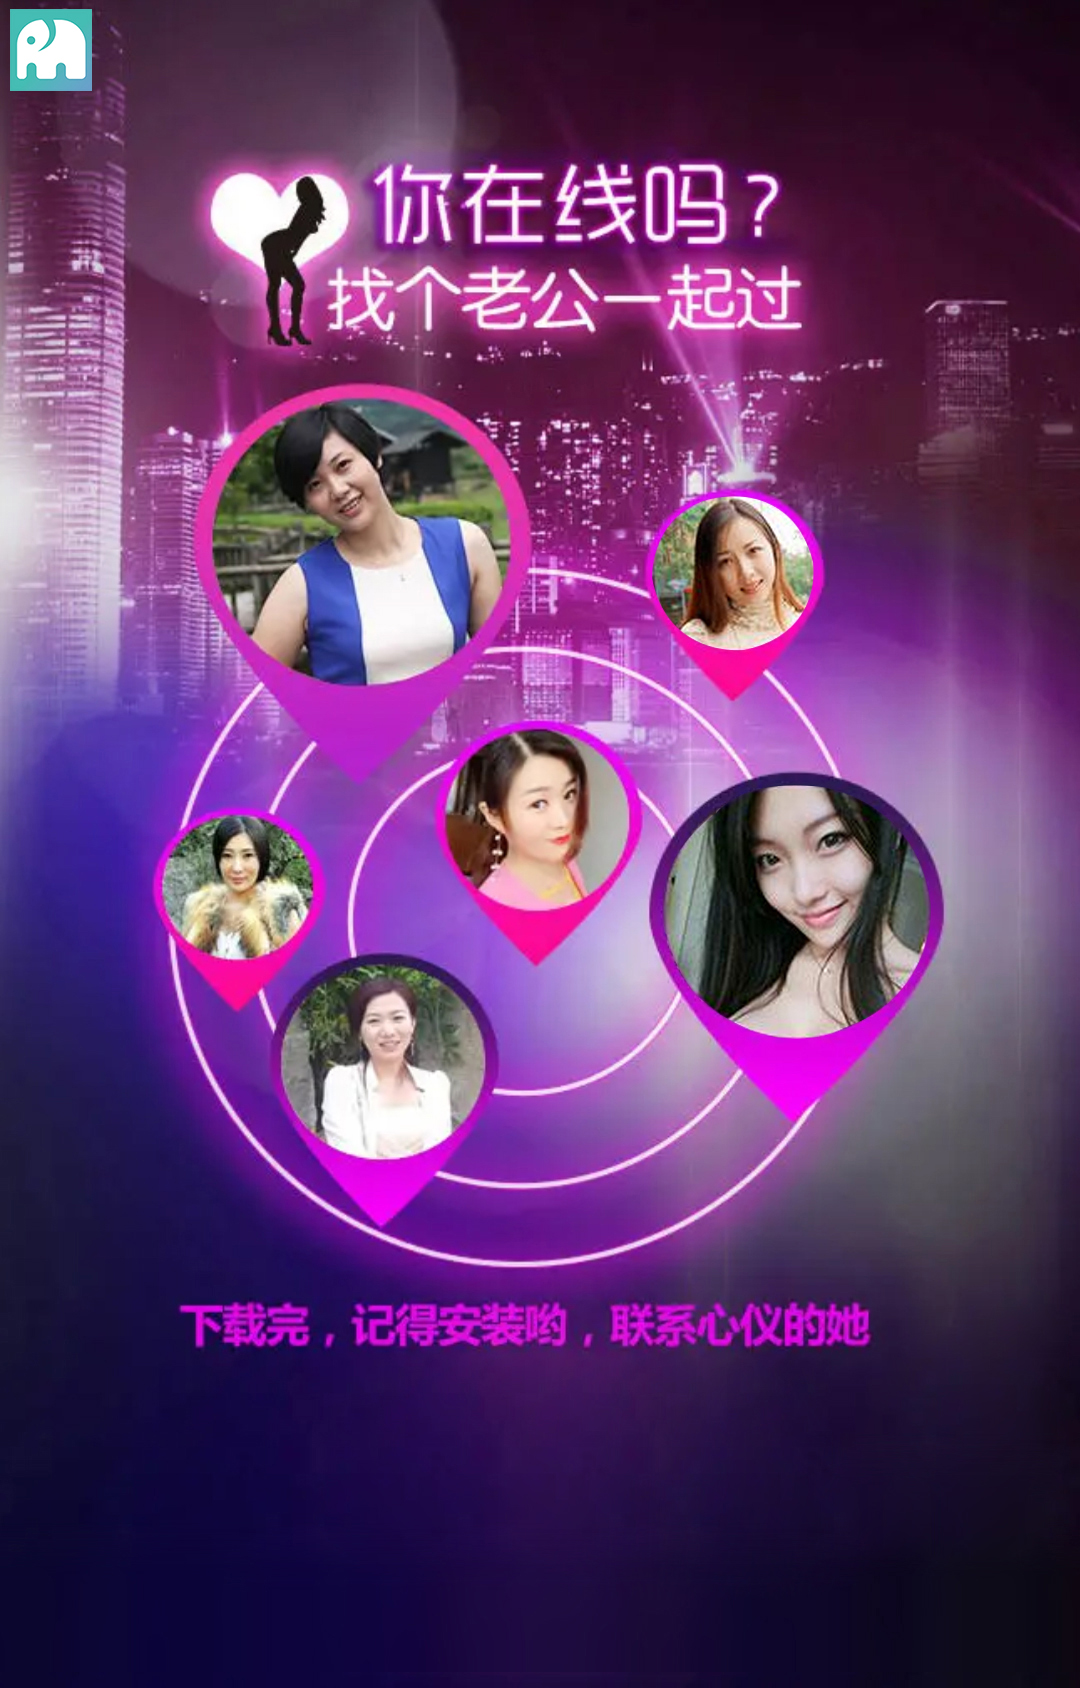 你在线吗？
找个老公一起过
下载完，记得安装哟，联系心仪的她